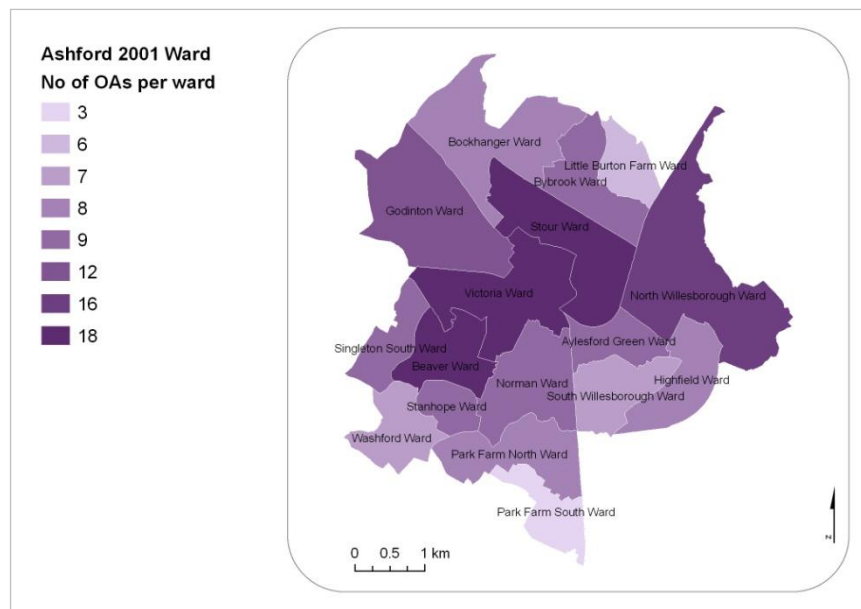 Ashford 2001 Ward
No of OAs per ward
3
6
7
8
9
12
16
18
Bockhanger Ward
Little Burton Farm Ward
Bybrook Ward
Godinton Ward
Stour Ward
Victoria Ward
North Willesborough Ward
Singleton South Ward
Aylesford Green Ward
Beaver Ward
Norman Ward
Highfield Ward
South Willesborough Ward
Stanhope Ward
Washford Ward
Park Farm North Ward
Park Farm South Ward
0 0.5 1 km
N